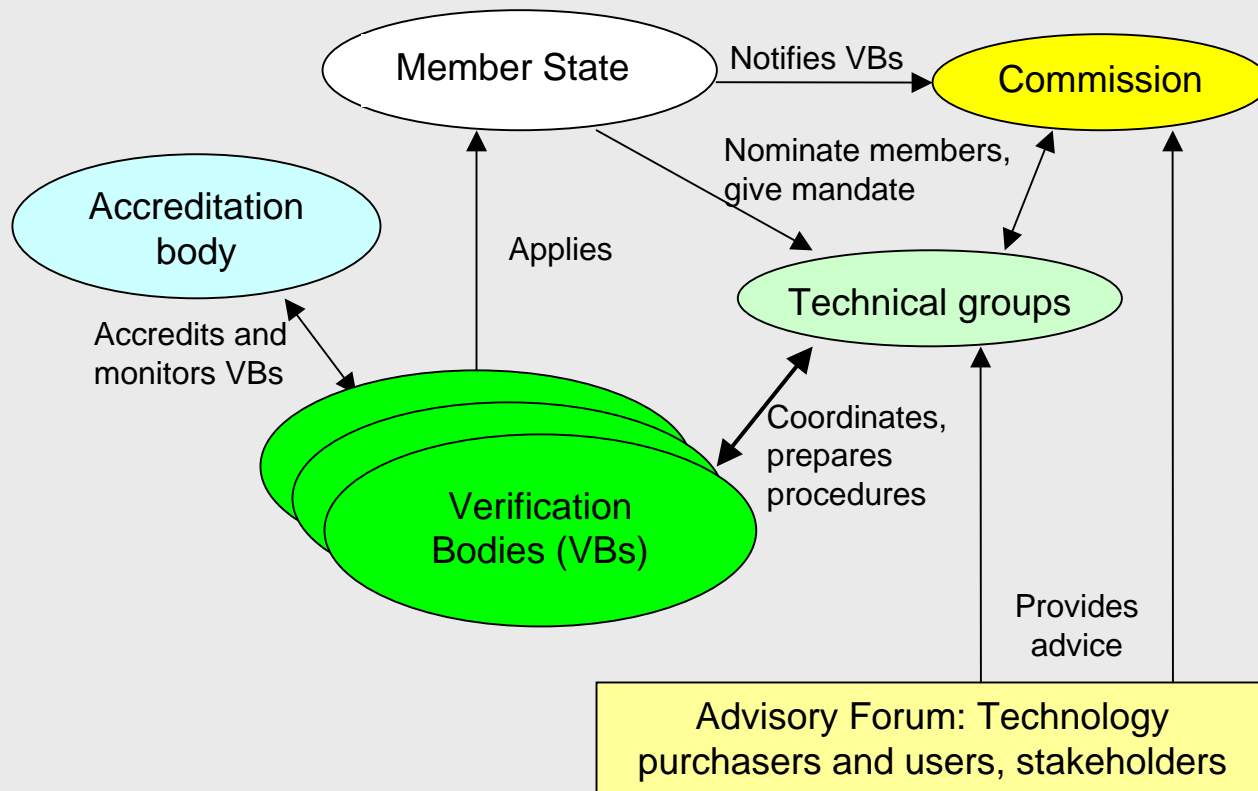 Member State
Notifies VBs
Commission
Nominate members,
give mandate
Accreditation
body
Applies
Technical groups
Accredits and
monitors VBs
Coordinates,
prepares
procedures
Verification
Bodies (VBs)
Provides
advice
Advisory Forum: Technology
purchasers and users, stakeholders